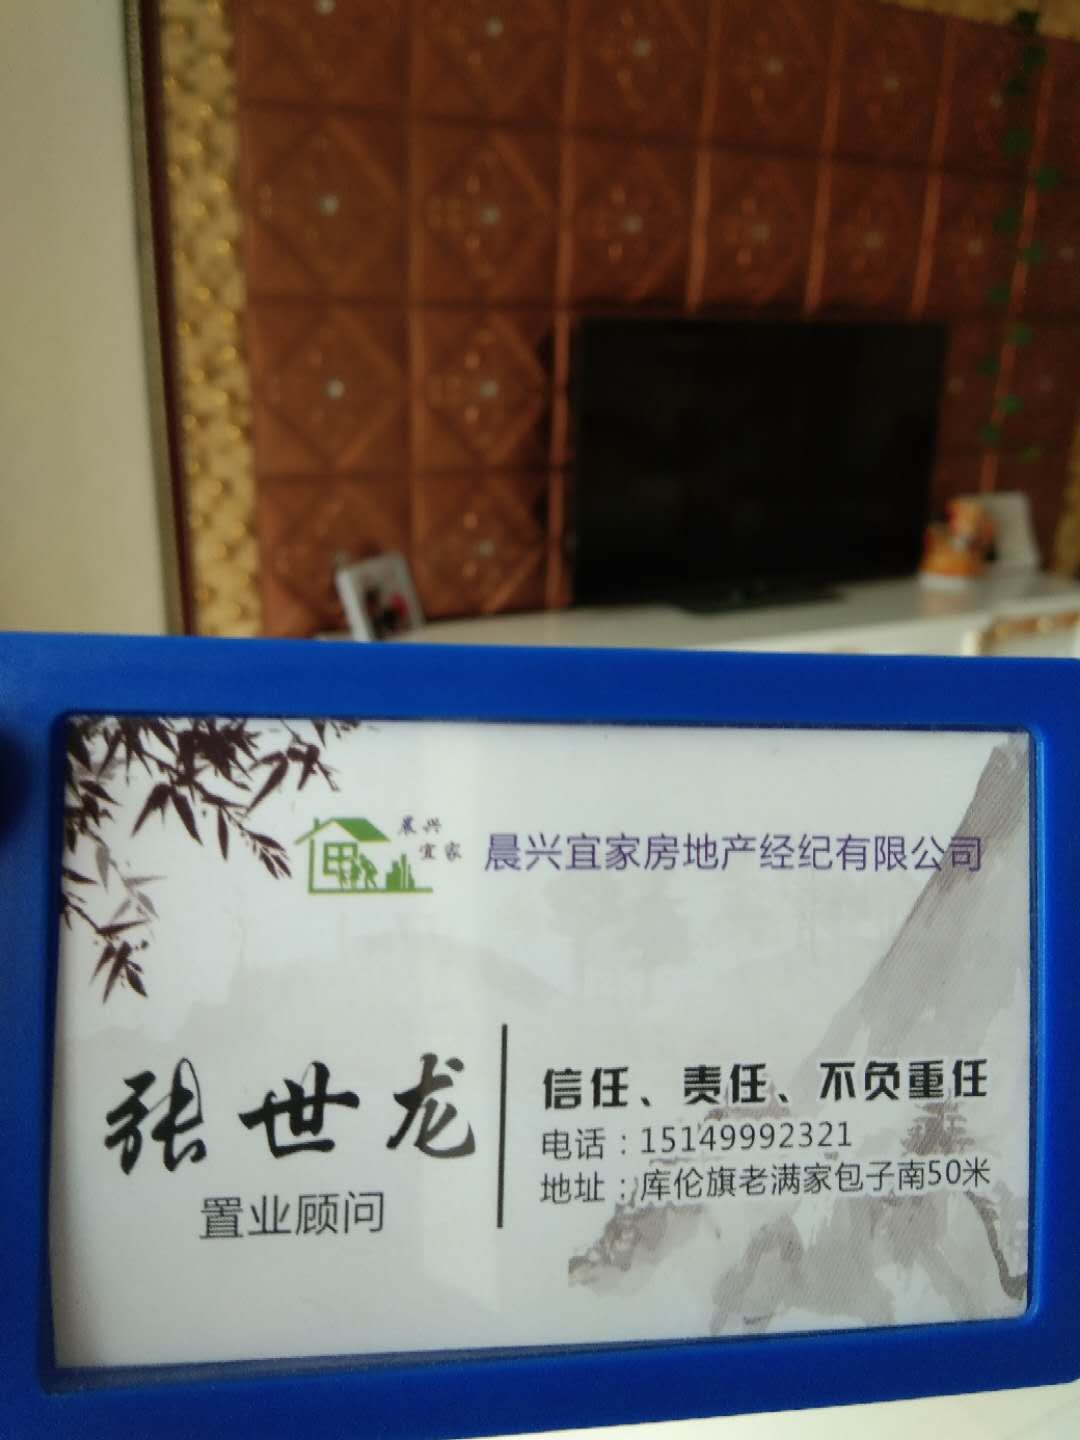 晨兴
宜家
晨兴宜家房地产经纪有限公司
张世龙
置业顾问
信任、责任、不负重任
电话：15149992321
地址：库伦旗老满家包子南50米